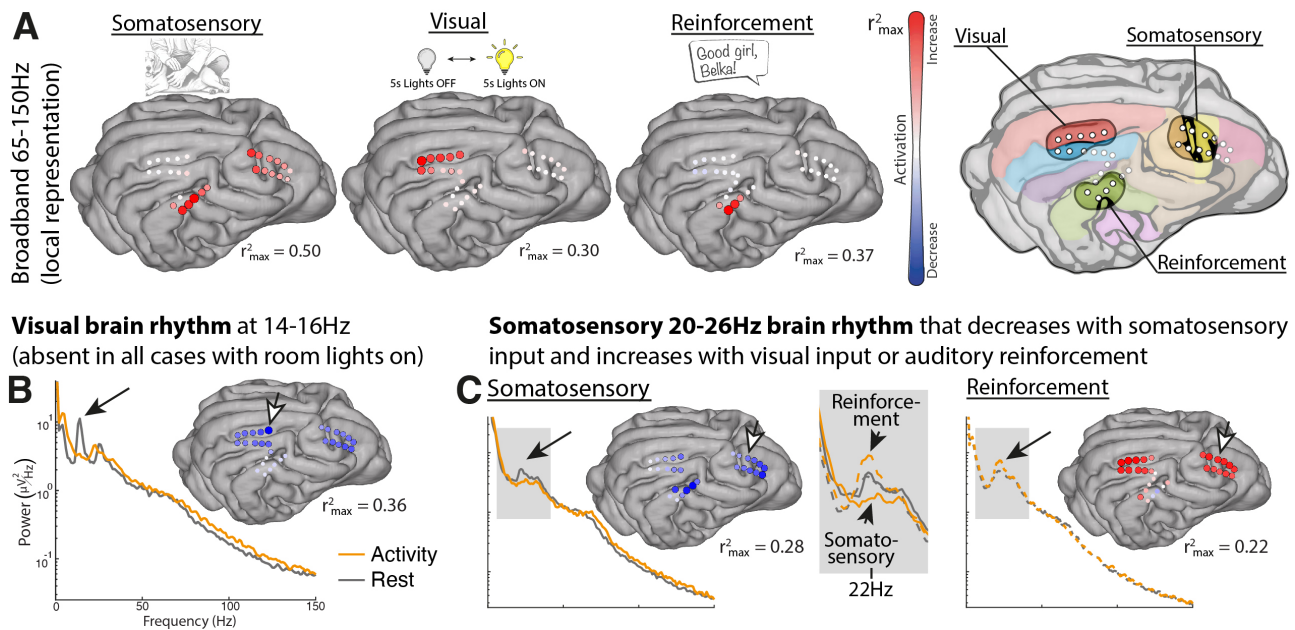 A
Somatosensory
Visual
Reinforcement
5s Lights OFF
5s Lights ON
Good girl,
Belka!
Broadband 65-150Hz
(local representation)
r²max = 0.50
r²max = 0.30
r²max = 0.37
r²max
Increase
Activation
Decrease
Visual
Somatosensory
Reinforcement
Visual brain rhythm at 14-16Hz
(absent in all cases with room lights on)
Somatosensory 20-26Hz brain rhythm that decreases with somatosensory
input and increases with visual input or auditory reinforcement
B
Power (μV²/Hz)
10¹
10⁰
10⁻¹
0
50
100
150
Frequency (Hz)
r²max = 0.36
Activity
Rest
C
Somatosensory
r²max = 0.28
Reinforce-
ment
Somato-
sensory
22Hz
Reinforcement
r²max = 0.22